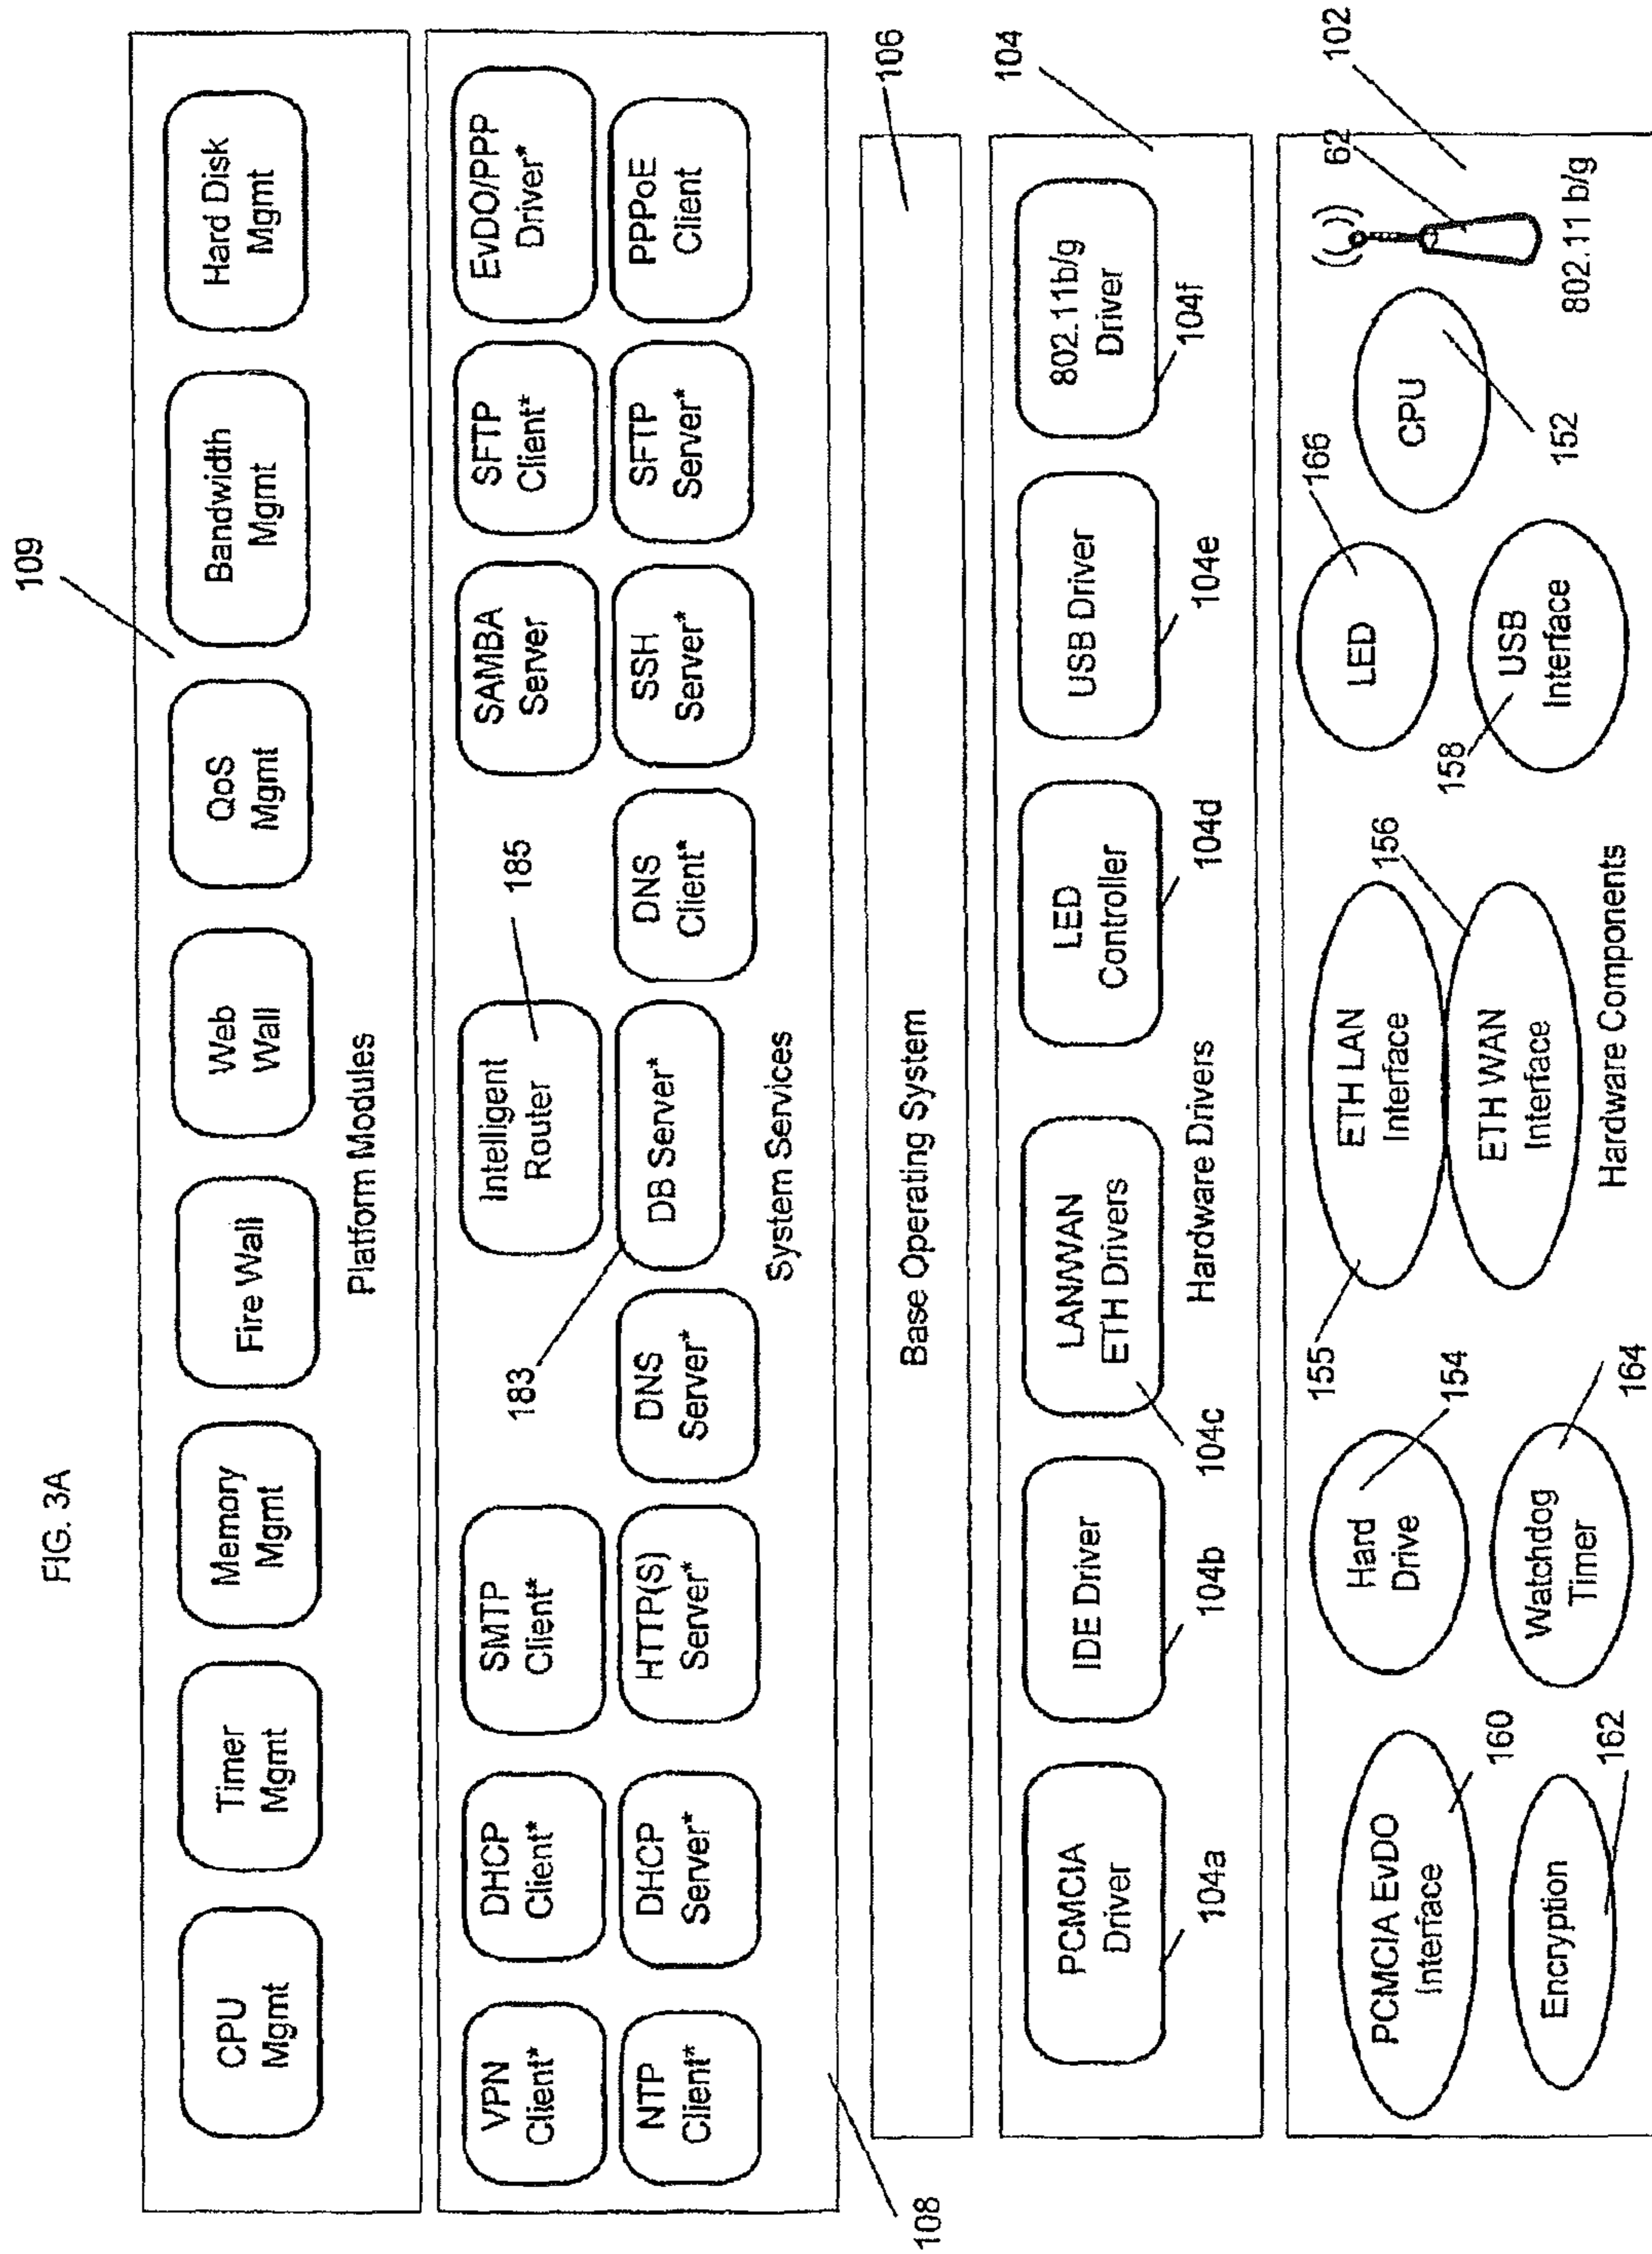 FIG. 3A
109
CPU
Mgmt
Timer
Mgmt
Memory
Mgmt
Fire Wall
Web
Wall
QoS
Mgmt
Bandwidth
Mgmt
Hard Disk
Mgmt
Platform Modules
VPN
Client*
DHCP
Client*
SMTP
Client*
Intelligent
Router
185
SAMBA
Server
SFTP
Client*
EvDO/PPP
Driver*
183
NTP
Client*
DHCP
Server*
HTTP(S)
Server*
DNS
Server*
DB Server*
DNS
Client*
SSH
Server*
SFTP
Server*
PPPoE
Client
System Services
108
106
Base Operating System
104
PCMCIA
Driver
IDE Driver
LAN/WAN
ETH Drivers
LED
Controller
USB Driver
802.11b/g
Driver
Hardware Drivers
104a
104b
104c
104d
104e
104f
102
62
155
166
PCMCIA EvDO
Interface
Hard
Drive
ETH LAN
Interface
LED
CPU
154
156
158
160
152
Encryption
Watchdog
Timer
ETH WAN
Interface
USB
Interface
802.11 b/g
162
164
Hardware Components